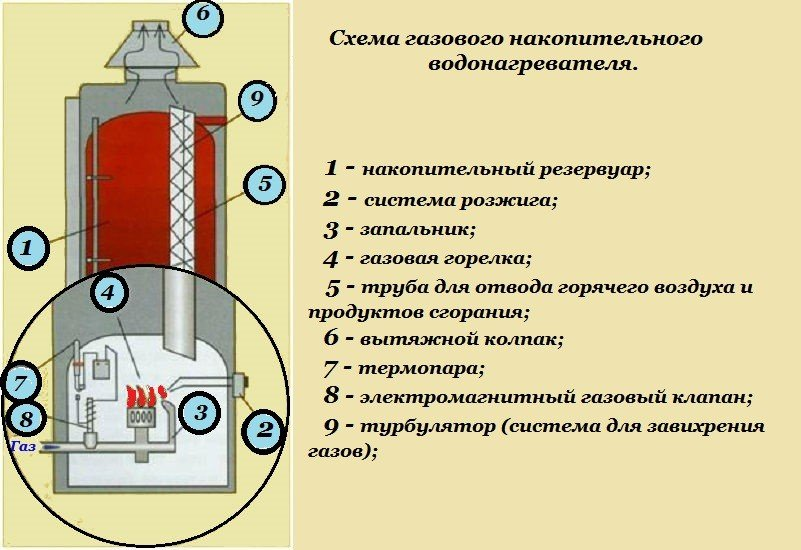 Схема газового накопительного
водонагревателя.
1 - накопительный резервуар;
2 - система розжига;
3 - запальник;
4 - газовая горелка;
5 - труба для отвода горячего воздуха и
продуктов сгорания;
6 - вытяжной колпак;
7 - термопара;
8 - электромагнитный газовый клапан;
9 - турбулятор (система для завихрения
газов);
6
9
5
1
4
7
8
3
2
Газ